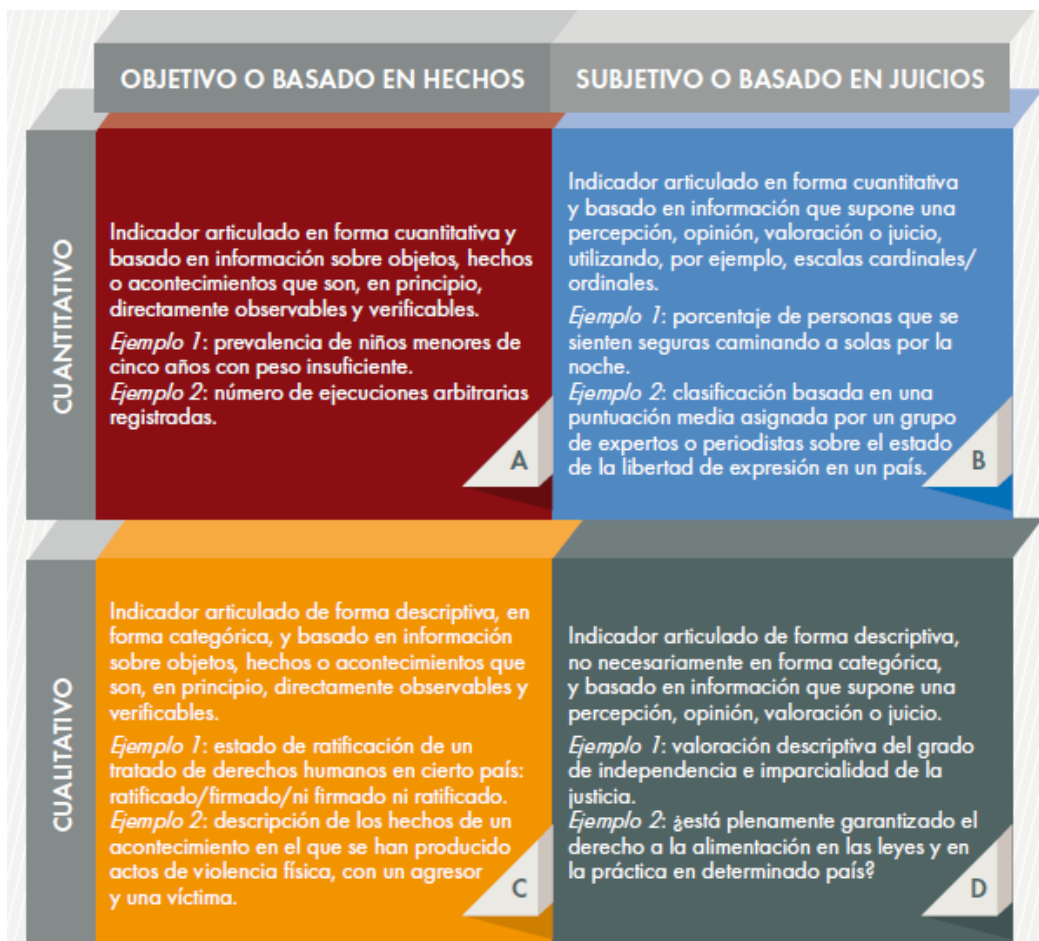 OBJETIVO O BASADO EN HECHOS
SUBJETIVO O BASADO EN JUICIOS
CUANTITATIVO
Indicador articulado en forma cuantitativa y
basado en información sobre objetos, hechos
o acontecimientos que son, en principio,
directamente observables y verificables.
Ejemplo 1: prevalencia de niños menores de
cinco años con peso insuficiente.
Ejemplo 2: número de ejecuciones arbitrarias
registradas.
A
Indicador articulado en forma cuantitativa
y basado en información que supone una
percepción, opinión, valoración o juicio,
utilizando, por ejemplo, escalas cardinales/
ordinales.
Ejemplo 1: porcentaje de personas que se
sienten seguras caminando a solas por la
noche.
Ejemplo 2: clasificación basada en una
puntuación media asignada por un grupo
de expertos o periodistas sobre el estado
de la libertad de expresión en un país.
B
CUALITATIVO
Indicador articulado de forma descriptiva, en
forma categórica, y basado en información
sobre objetos, hechos o acontecimientos que
son, en principio, directamente observables y
verificables.
Ejemplo 1: estado de ratificación de un
tratado de derechos humanos en cierto país:
ratificado/firmado/ni firmado ni ratificado.
Ejemplo 2: descripción de los hechos de un
acontecimiento en el que se han producido
actos de violencia física, con un agresor
y una víctima.
C
Indicador articulado de forma descriptiva,
no necesariamente en forma categórica,
y basado en información que supone una
percepción, opinión, valoración o juicio.
Ejemplo 1: valoración descriptiva del grado
de independencia e imparcialidad de la
justicia.
Ejemplo 2: ¿está plenamente garantizado el
derecho a la alimentación en las leyes y en
la práctica en determinado país?
D